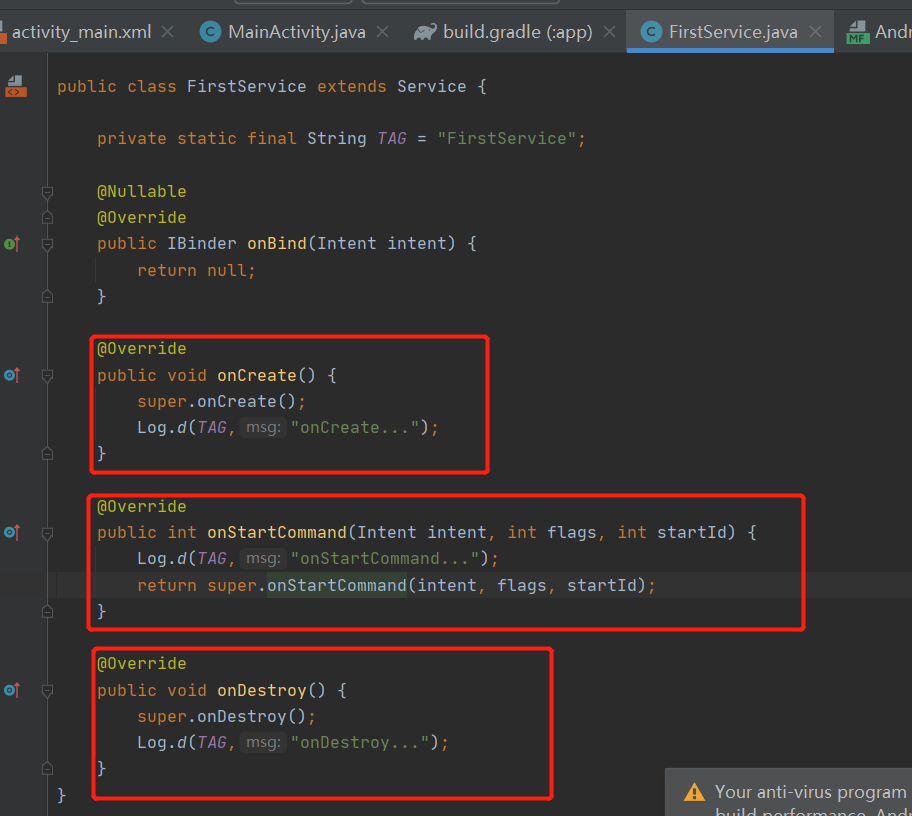 activity_main.xml MainActivity.java build.gradle (:app) FirstService.java
public class FirstService extends Service {
private static final String TAG = "FirstService";
@Nullable
@Override
public IBinder onBind(Intent intent) {
return null;
}
@Override
public void onCreate() {
super.onCreate();
Log.d(TAG, msg: "onCreate...");
}
@Override
public int onStartCommand(Intent intent, int flags, int startId) {
Log.d(TAG, msg: "onStartCommand...");
return super.onStartCommand(intent, flags, startId);
}
@Override
public void onDestroy() {
super.onDestroy();
Log.d(TAG, msg: "onDestroy...");
}
}
Your anti-virus program
build performance.